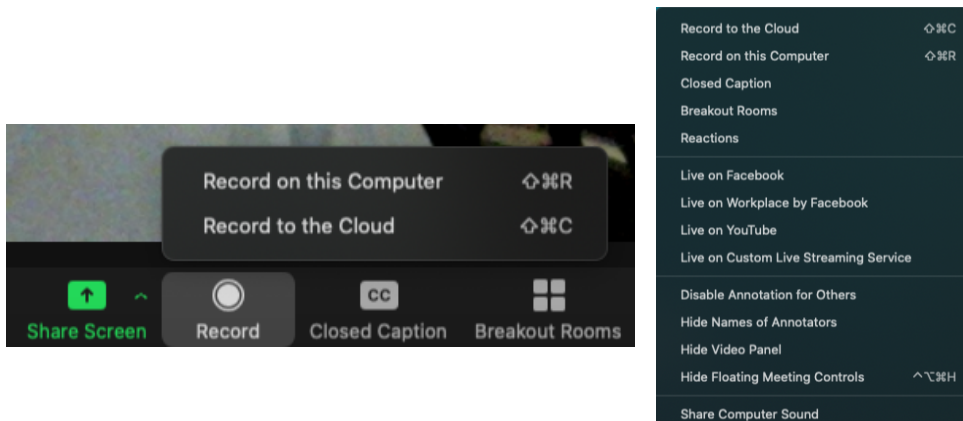 Record on this Computer ⇧⌘R
Record to the Cloud ⇧⌘C
Share Screen Record CC Closed Caption Breakout Rooms
Record to the Cloud ⇧⌘C
Record on this Computer ⇧⌘R
Closed Caption
Breakout Rooms
Reactions
Live on Facebook
Live on Workplace by Facebook
Live on YouTube
Live on Custom Live Streaming Service
Disable Annotation for Others
Hide Names of Annotators
Hide Video Panel
Hide Floating Meeting Controls ^⌥⌘H
Share Computer Sound